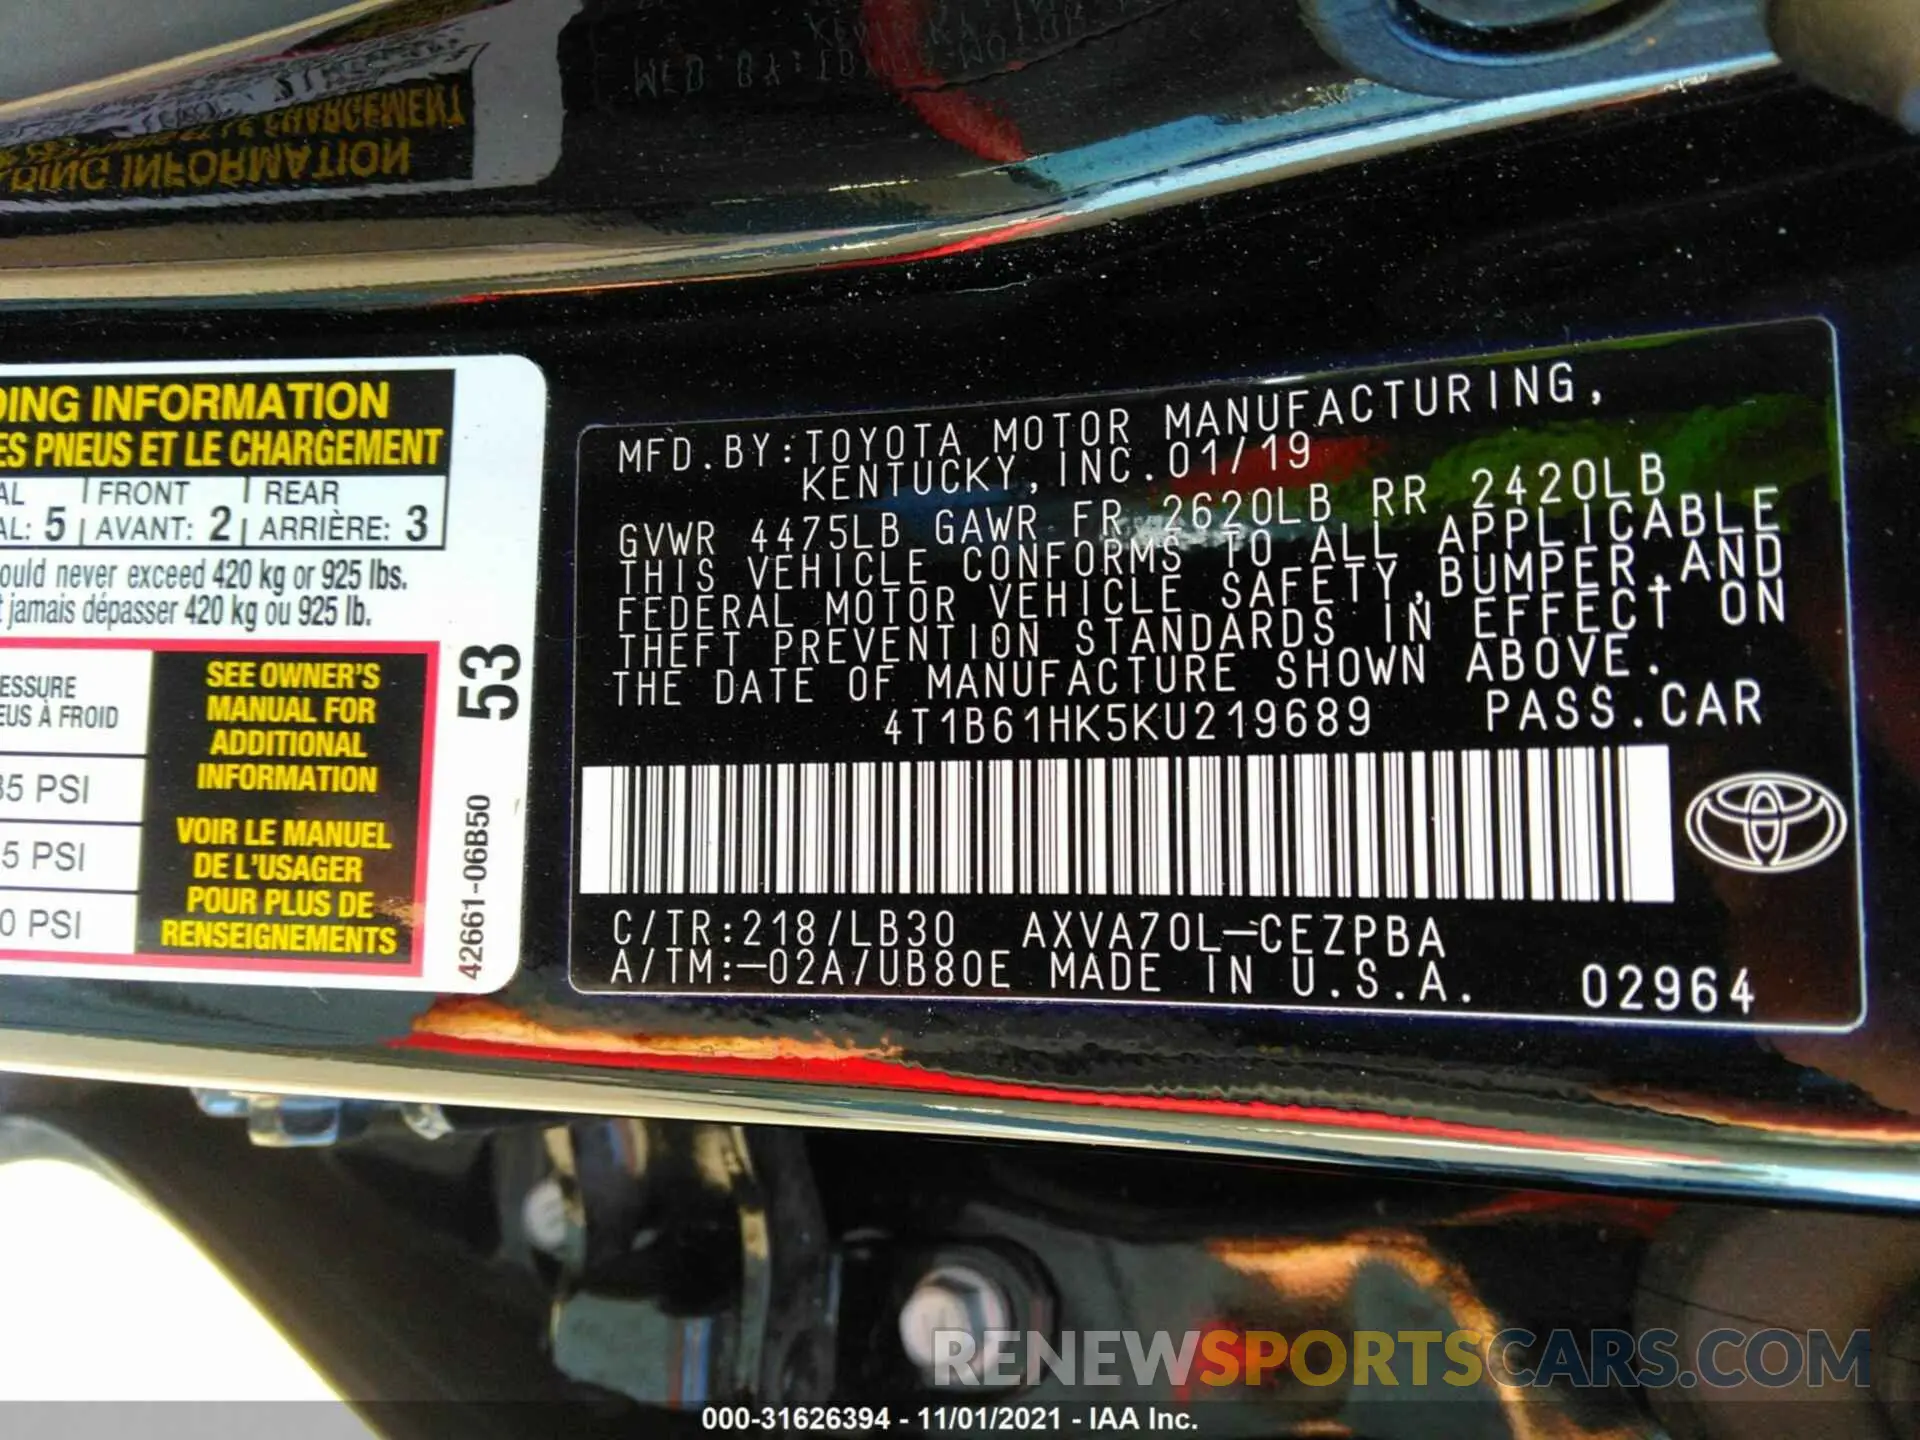 DING INFORMATION
ES PNEUS ET LE CHARGEMENT
AL FRONT REAR
AL: 5 AVANT: 2 ARRIÈRE: 3
ould never exceed 420 kg or 925 lbs.
t jamais dépasser 420 kg ou 925 lb.
ESSURE
EUS À FROID
35 PSI
5 PSI
0 PSI
SEE OWNER'S
MANUAL FOR
ADDITIONAL
INFORMATION
VOIR LE MANUEL
DE L'USAGER
POUR PLUS DE
RENSEIGNEMENTS
53
42661-06B50
MFD.BY:TOYOTA MOTOR MANUFACTURING,
KENTUCKY,INC.01/19
GVWR 4475LB GAWR FR 2620LB RR 2420LB
THIS VEHICLE CONFORMS TO ALL APPLICABLE
FEDERAL MOTOR VEHICLE SAFETY,BUMPER,AND
THEFT PREVENTION STANDARDS IN EFFECT ON
THE DATE OF MANUFACTURE SHOWN ABOVE.
4T1B61HK5KU219689 PASS.CAR
C/TR:218/LB30 AXVA70L-CEZPBA
A/TM:-02A/UB80E MADE IN U.S.A. 02964
RENEWSPORTSCARS.COM
000-31626394 - 11/01/2021 - IAA Inc.